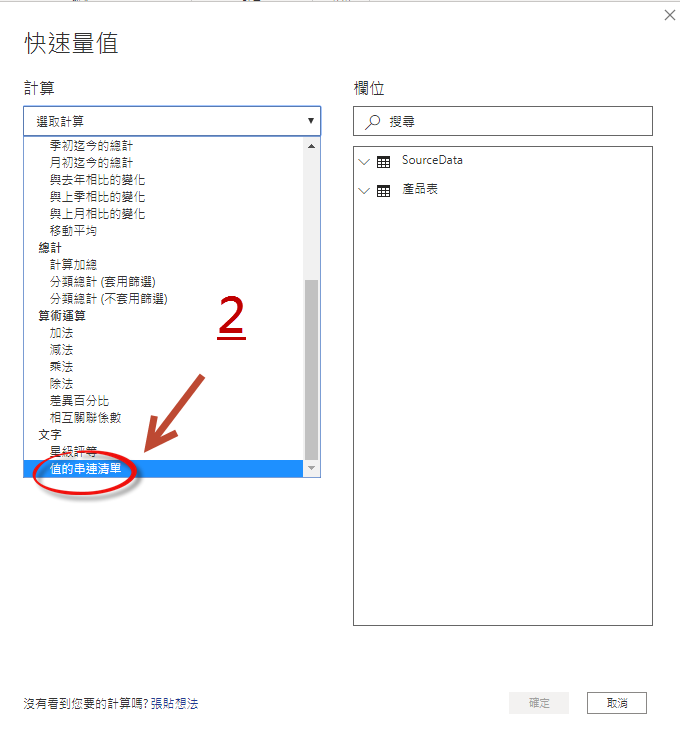 快速量值
計算
選取計算
季初迄今的總計
月初迄今的總計
與去年相比的變化
與上季相比的變化
與上月相比的變化
移動平均
總計
計算加總
分類總計 (套用篩選)
分類總計 (不套用篩選)
算術運算
加法
減法
乘法
除法
差異百分比
相互關聯係數
文字
星級評等
值的串連清單
2
欄位
搜尋
SourceData
產品表
沒有看到您要的計算嗎? 張貼想法
確定
取消